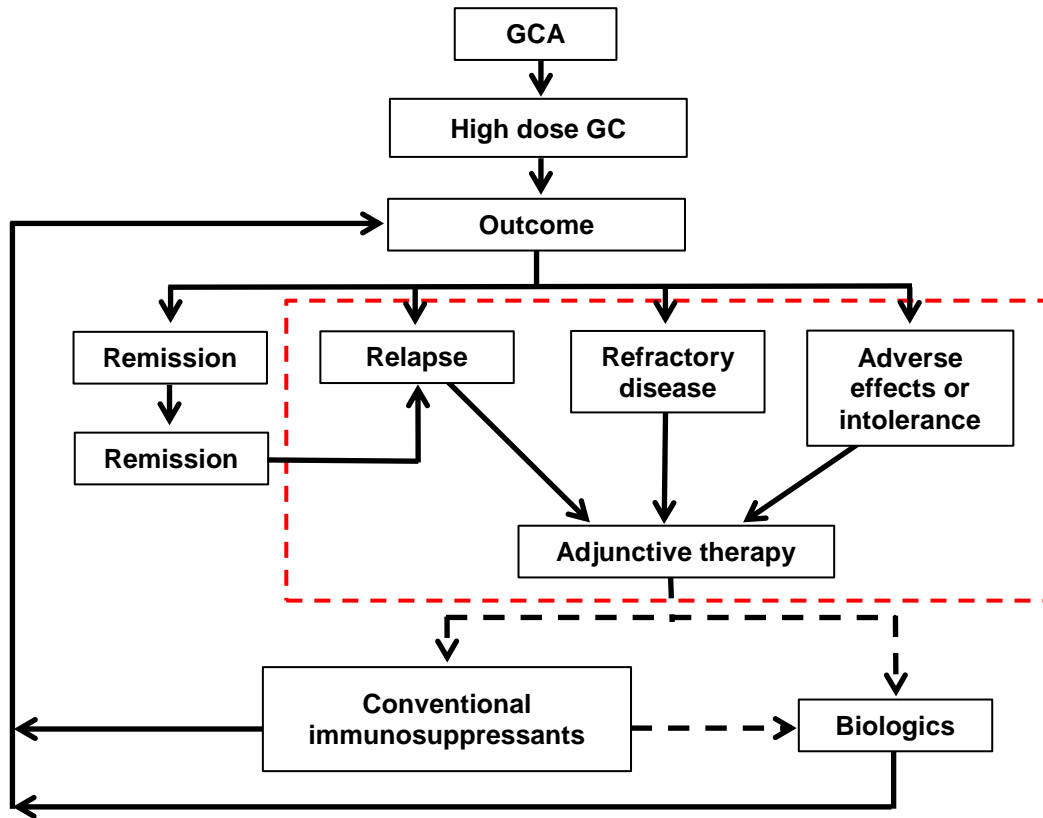 GCA
High dose GC
Outcome
Remission
Relapse
Refractory
disease
Adverse
effects or
intolerance
Remission
Adjunctive therapy
Conventional
immunosuppressants
Biologics